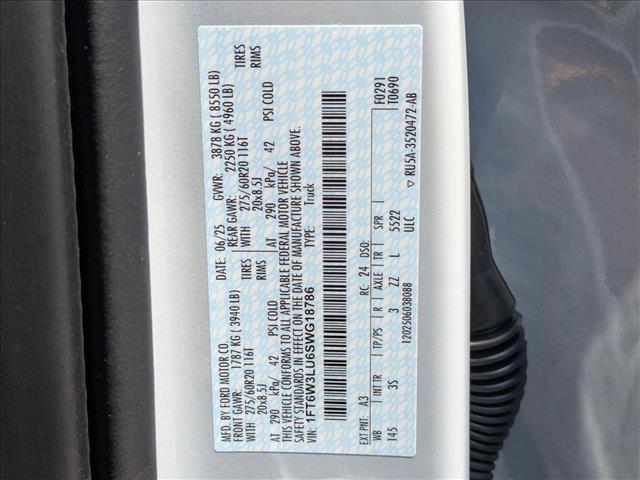 MFD. BY FORD MOTOR CO. 06/25 GVWR: 3878 KG ( 8550 LB)
FRONT GAWR: 1787 KG ( 3940 LB) REAR GAWR: 2250 KG ( 4960 LB)
275/60R20 116T TIRES WITH 275/60R20 116T TIRES
20x8.5J RIMS 20x8.5J RIMS
AT 290 kPa/ 42 PSI COLD AT 290 kPa/ 42 PSI COLD
THIS VEHICLE CONFORMS TO ALL APPLICABLE FEDERAL MOTOR VEHICLE
SAFETY STANDARDS IN EFFECT ON THE DATE OF MANUFACTURE SHOWN ABOVE.
VIN: 1FT6W3LU6SWG18786 TYPE: Truck
EXT PNT: A3 RC: 24 DSO: F0291
WB INT TR TP/PS R AXLE TR SPR T0690
145 3S 3 ZZ L 5522
ULC
120250603B088 ▽ RU5A-3520472-AB